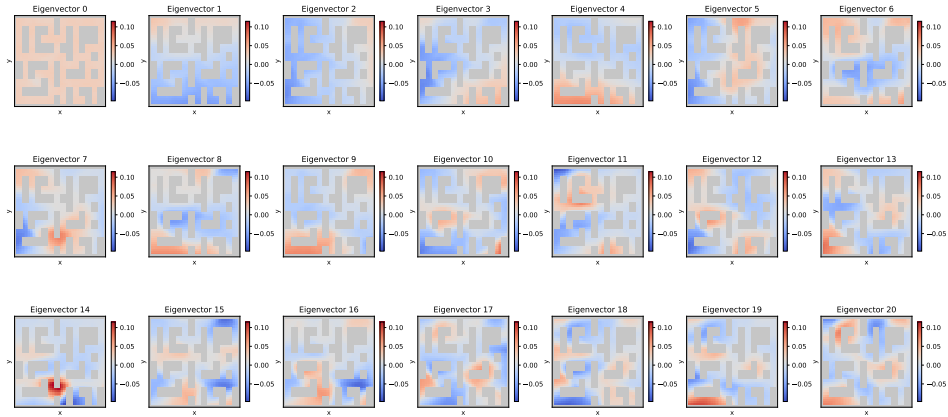 Eigenvector 0 Eigenvector 1 Eigenvector 2 Eigenvector 3 Eigenvector 4 Eigenvector 5 Eigenvector 6
y 0.10 0.05 0.00 −0.05 y 0.10 0.05 0.00 −0.05 y 0.10 0.05 0.00 −0.05 y 0.10 0.05 0.00 −0.05 y 0.10 0.05 0.00 −0.05 y 0.10 0.05 0.00 −0.05 y 0.10 0.05 0.00 −0.05
x x x x x x x
Eigenvector 7 Eigenvector 8 Eigenvector 9 Eigenvector 10 Eigenvector 11 Eigenvector 12 Eigenvector 13
y 0.10 0.05 0.00 −0.05 y 0.10 0.05 0.00 −0.05 y 0.10 0.05 0.00 −0.05 y 0.10 0.05 0.00 −0.05 y 0.10 0.05 0.00 −0.05 y 0.10 0.05 0.00 −0.05 y 0.10 0.05 0.00 −0.05
x x x x x x x
Eigenvector 14 Eigenvector 15 Eigenvector 16 Eigenvector 17 Eigenvector 18 Eigenvector 19 Eigenvector 20
y 0.10 0.05 0.00 −0.05 y 0.10 0.05 0.00 −0.05 y 0.10 0.05 0.00 −0.05 y 0.10 0.05 0.00 −0.05 y 0.10 0.05 0.00 −0.05 y 0.10 0.05 0.00 −0.05 y 0.10 0.05 0.00 −0.05
x x x x x x x